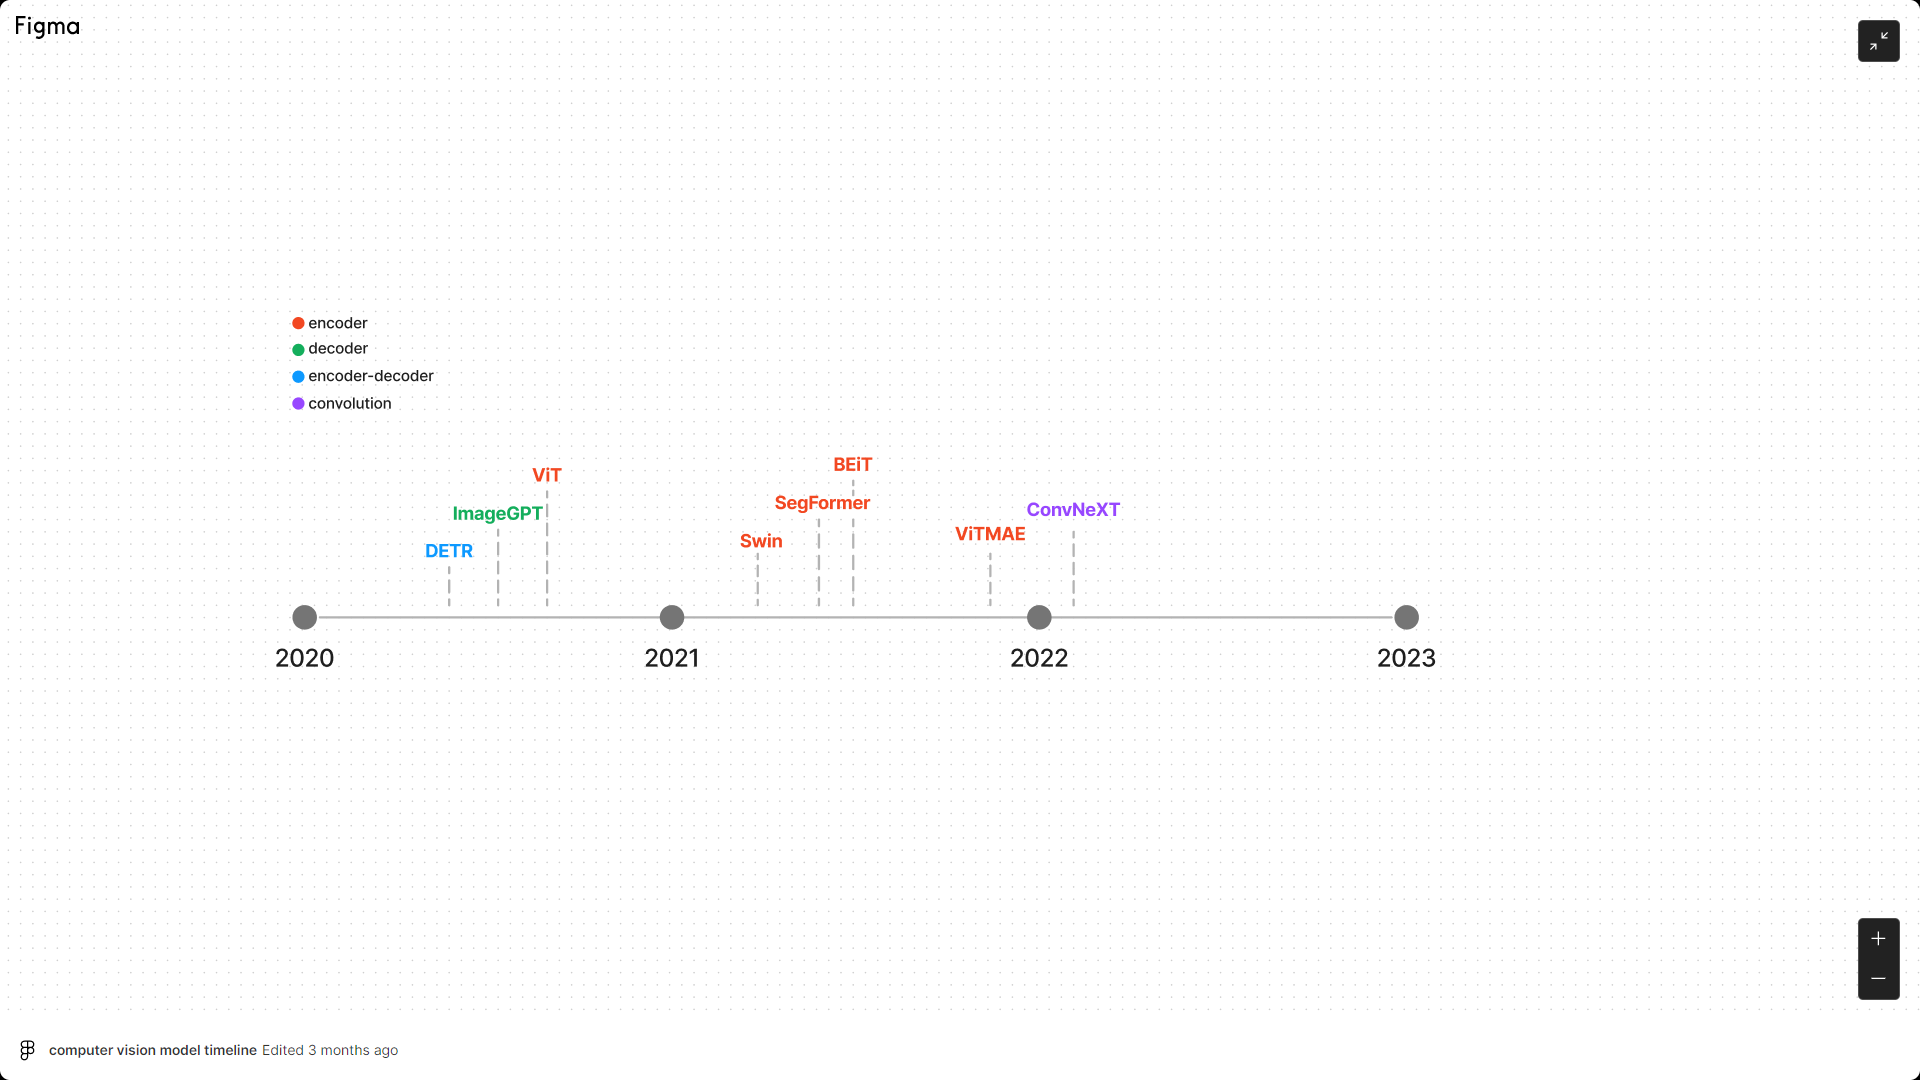 Figma
encoder
decoder
encoder-decoder
convolution
BEiT
ViT
SegFormer
ConvNeXT
ImageGPT
ViTMAE
Swin
DETR
2020
2021
2022
2023
computer vision model timeline Edited 3 months ago